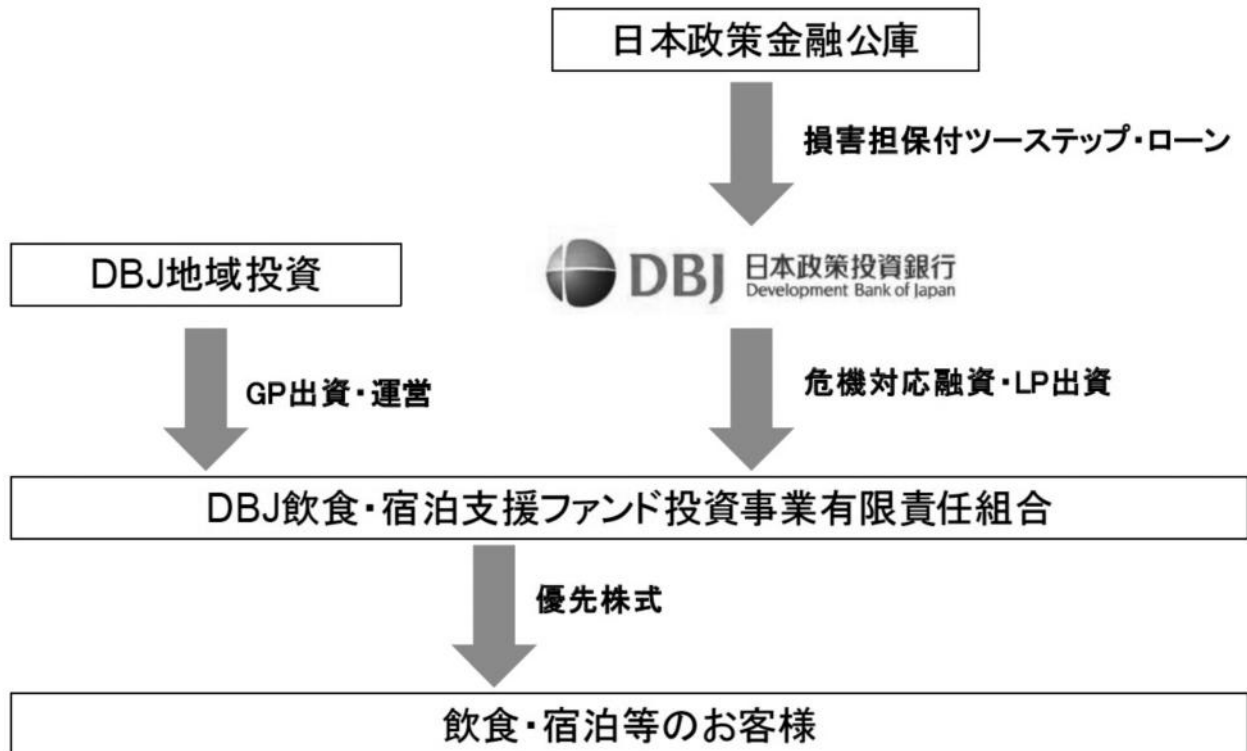 日本政策金融公庫
損害担保付ツーステップ・ローン
DBJ地域投資
DBJ 日本政策投資銀行
Development Bank of Japan
GP出資・運営
危機対応融資・LP出資
DBJ飲食・宿泊支援ファンド投資事業有限責任組合
優先株式
飲食・宿泊等のお客様